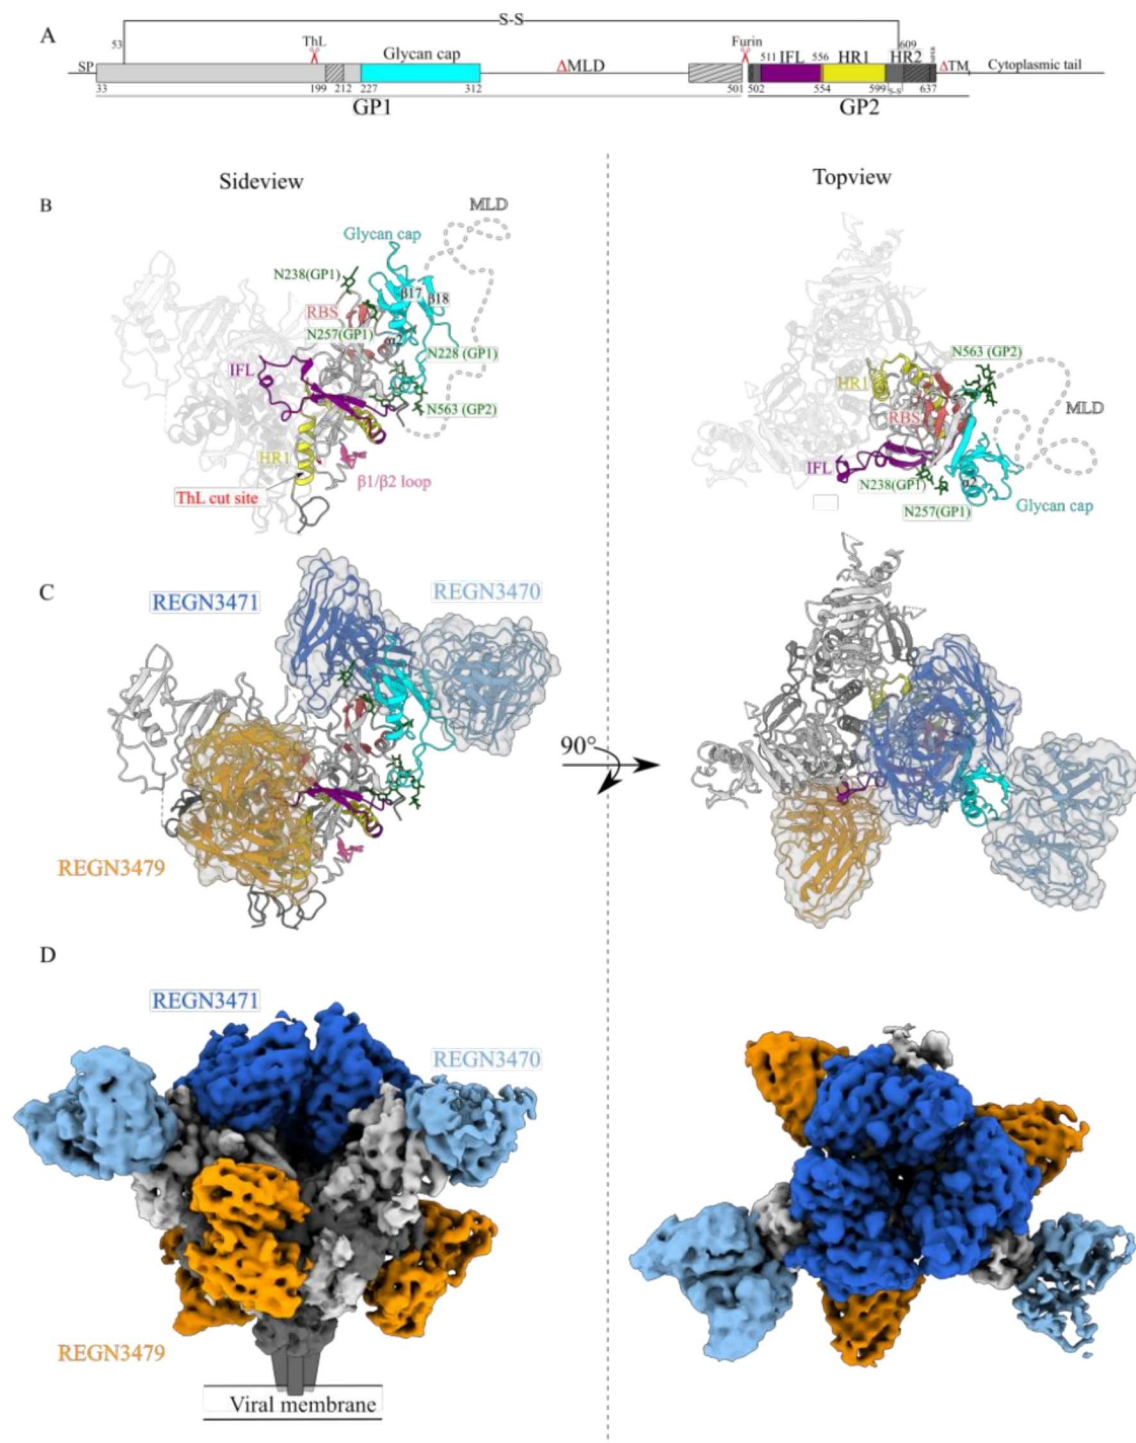 A
S-S
53
ThL
Glycan cap
Furin
609
SP
ΔMLD
511 IFL 556 HR1 HR2
ΔTM
Cytoplasmic tail
33 199 212 227 312 501 502 554 599 S-S 637
GP1
GP2
Sideview
Topview
B
MLD
Glycan cap
N238(GP1)
β17
β18
RBS
N257(GP1)
α2
N228 (GP1)
IFL
N563 (GP2)
HR1
β1/β2 loop
ThL cut site
N563 (GP2)
HR1
RBS
MLD
IFL
N238(GP1)
α2
N257(GP1)
Glycan cap
C
REGN3471
REGN3470
90°
REGN3479
D
REGN3471
REGN3470
REGN3479
Viral membrane